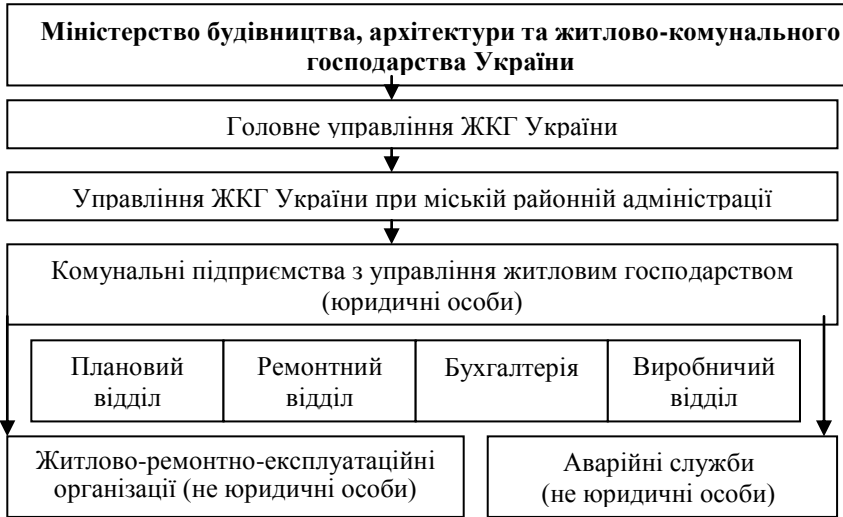 Міністерство будівництва, архітектури та житлово-комунального
господарства України
Головне управління ЖКГ України
Управління ЖКГ України при міській районній адміністрації
Комунальні підприємства з управління житловим господарством
(юридичні особи)
Плановий
відділ
Ремонтний
відділ
Бухгалтерія
Виробничий
відділ
Житлово-ремонтно-експлуатаційні
організації (не юридичні особи)
Аварійні служби
(не юридичні особи)